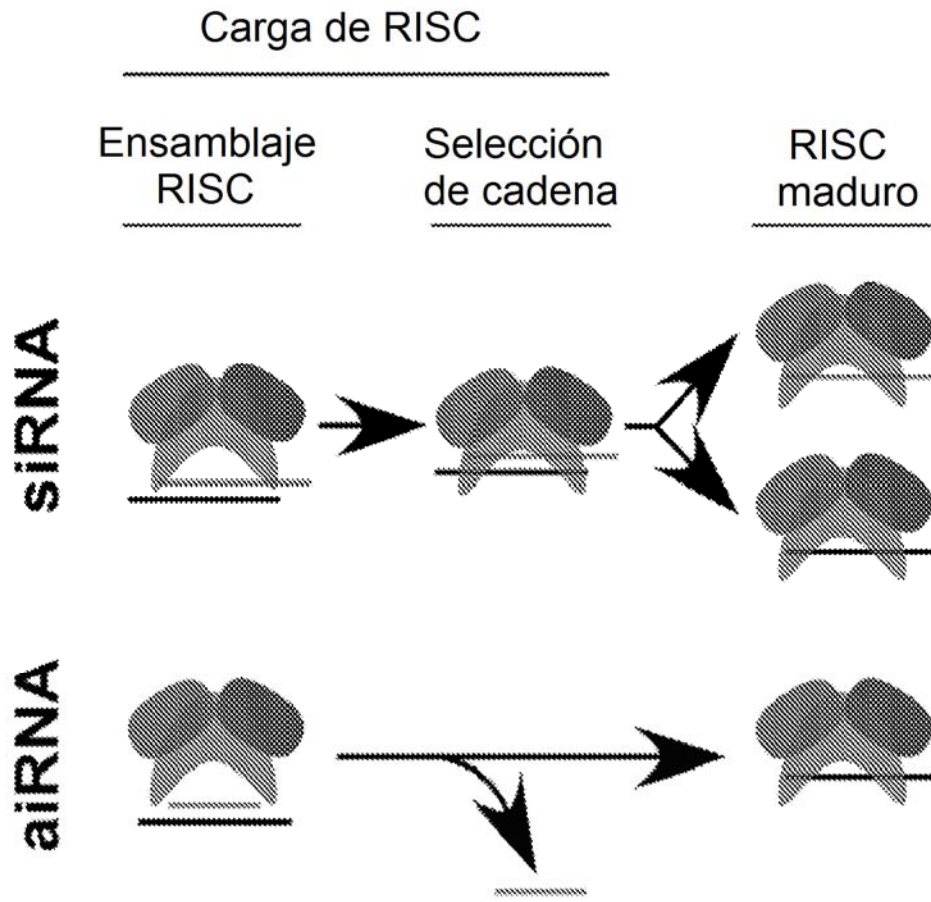 Carga de RISC
Ensamblaje
RISC
Selección
de cadena
RISC
maduro
siRNA
aiRNA